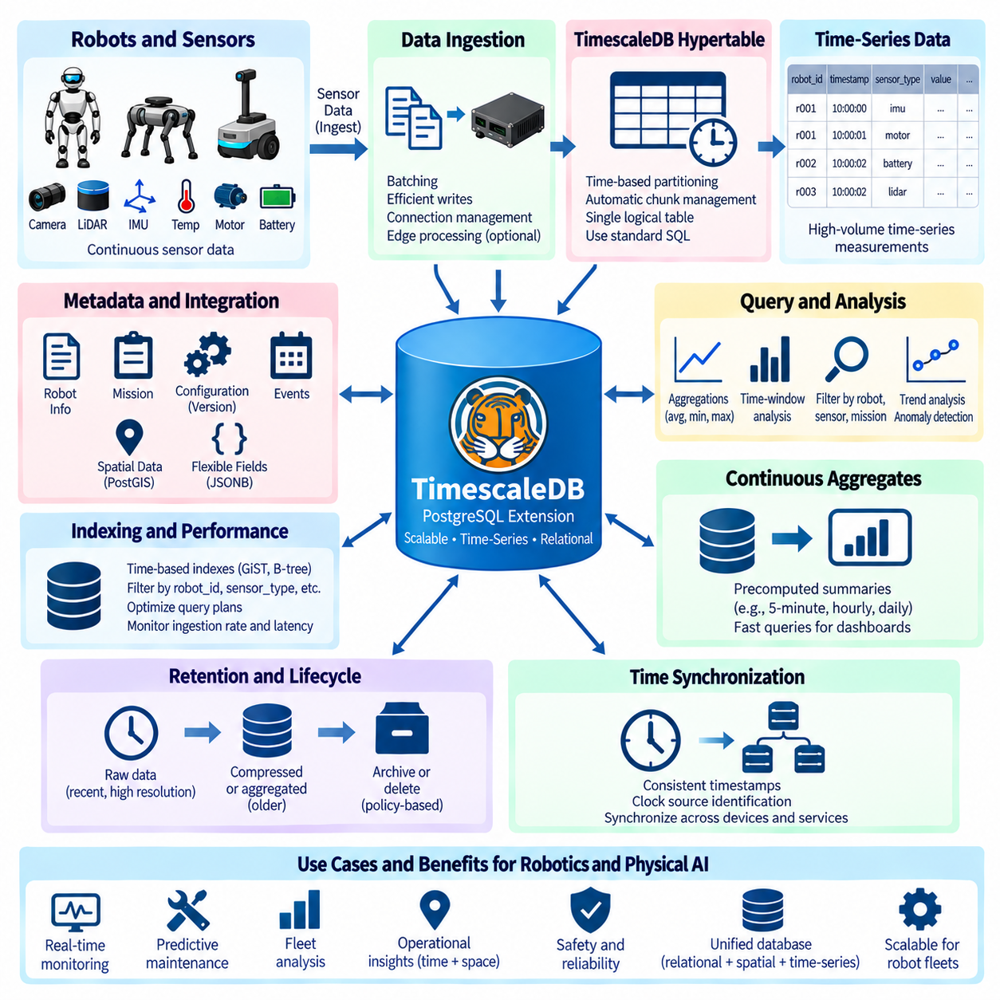 Robots and Sensors
Camera
LiDAR
IMU
Temp
Motor
Battery
Continuous sensor data
Sensor
Data
(Ingest)
Data Ingestion
Batching
Efficient writes
Connection management
Edge processing (optional)
TimescaleDB Hypertable
Time-based partitioning
Automatic chunk management
Single logical table
Use standard SQL
Time-Series Data
robot_id timestamp sensor_type value ...
r001 10:00:00 imu ... ...
r001 10:00:01 motor ... ...
r002 10:00:02 battery ... ...
r003 10:00:02 lidar ... ...
High-volume time-series
measurements
Metadata and Integration
Robot
Info
Mission
Configuration
(Version)
Events
Spatial Data
(PostGIS)
{ }
Flexible Fields
(JSONB)
TimescaleDB
PostgreSQL Extension
Scalable • Time-Series • Relational
Query and Analysis
Aggregations
(avg, min, max)
Time-window
analysis
Filter by robot,
sensor, mission
Trend analysis
Anomaly detection
Indexing and Performance
Time-based indexes (GiST, B-tree)
Filter by robot_id, sensor_type, etc.
Optimize query plans
Monitor ingestion rate and latency
Continuous Aggregates
Precomputed summaries
(e.g., 5-minute, hourly, daily)
Fast queries for dashboards
Retention and Lifecycle
Raw data
(recent, high resolution)
Compressed
or aggregated
(older)
Archive or
delete
(policy-based)
Time Synchronization
Consistent timestamps
Clock source identification
Synchronize across devices and services
Use Cases and Benefits for Robotics and Physical AI
Real-time
monitoring
Predictive
maintenance
Fleet
analysis
Operational
insights (time + space)
Safety and
reliability
Unified database
(relational + spatial + time-series)
Scalable for
robot fleets